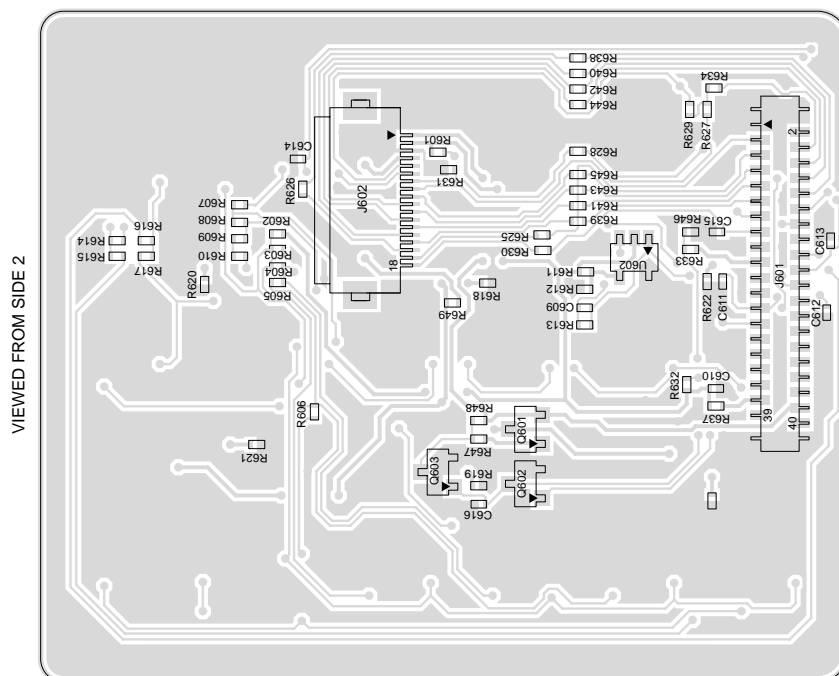 VIEWED FROM SIDE 2
R638
R640
R642
R644
R634
R629
R627
2
R601
C614
R628
R631
R626
J602
R645
R643
R641
R639
R607
R608
R609
R610
R602
R603
R604
R605
R614
R615
R616
R617
R620
18
R625
R630
R646
C615
R633
C613
U602
J601
R611
R612
C609
R613
R618
R649
R622
C611
C612
R632
C610
R637
39
40
R606
R648
R647
Q601
R621
Q603
R619
Q602
C616